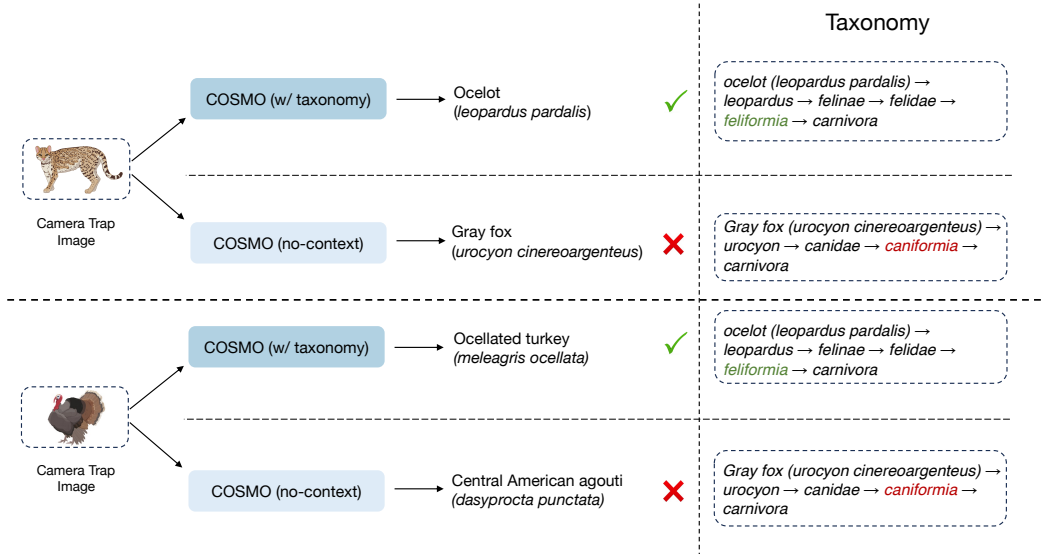 Taxonomy
COSMO (w/ taxonomy)
Ocelot
(leopardus pardalis)
ocelot (leopardus pardalis) →
leopardus → felinae → felidae →
feliformia → carnivora
Camera Trap
Image
COSMO (no-context)
Gray fox
(urocyon cinereoargenteus)
Gray fox (urocyon cinereoargenteus) →
urocyon → canidae → caniformia →
carnivora
COSMO (w/ taxonomy)
Ocellated turkey
(meleagris ocellata)
ocelot (leopardus pardalis) →
leopardus → felinae → felidae →
feliformia → carnivora
Camera Trap
Image
COSMO (no-context)
Central American agouti
(dasyprocta punctata)
Gray fox (urocyon cinereoargenteus) →
urocyon → canidae → caniformia →
carnivora